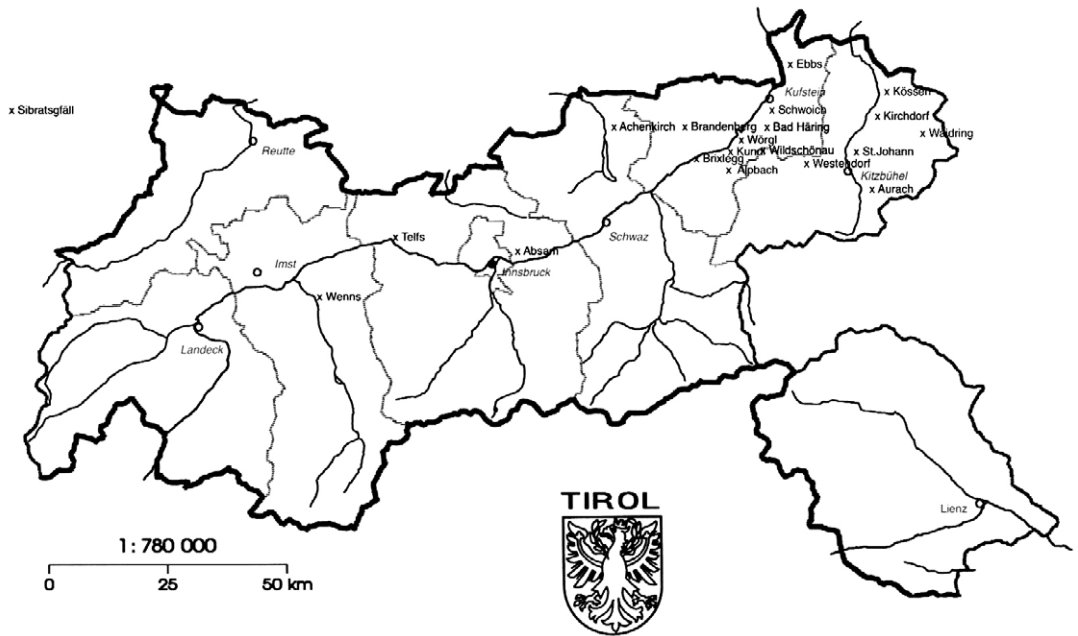 x Ebbs
Kufstein
x Kössen
x Sibratsgfäll
x Schwoich
x Kirchdorf
x Achenkirch
x Brandenberg
x Bad Häring
x Waidring
Reutte
x Wörgl
x Kundl
x Wildschönau
x St.Johann
x Brixlegg
x Westendorf
x Alpbach
Kitzbühel
x Aurach
x Telfs
Schwaz
x Absam
Imst
Innsbruck
x Wenns
Landeck
TIROL
Lienz
1 : 780 000
0 25 50 km